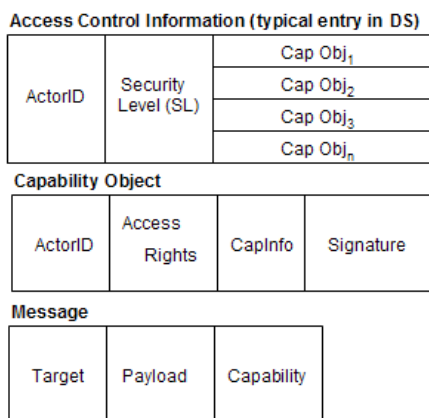 Access Control Information (typical entry in DS)
ActorID
Security
Level (SL)
Cap Obj1
Cap Obj2
Cap Obj3
Cap Objn
Capability Object
ActorID
Access
Rights
CapInfo
Signature
Message
Target
Payload
Capability